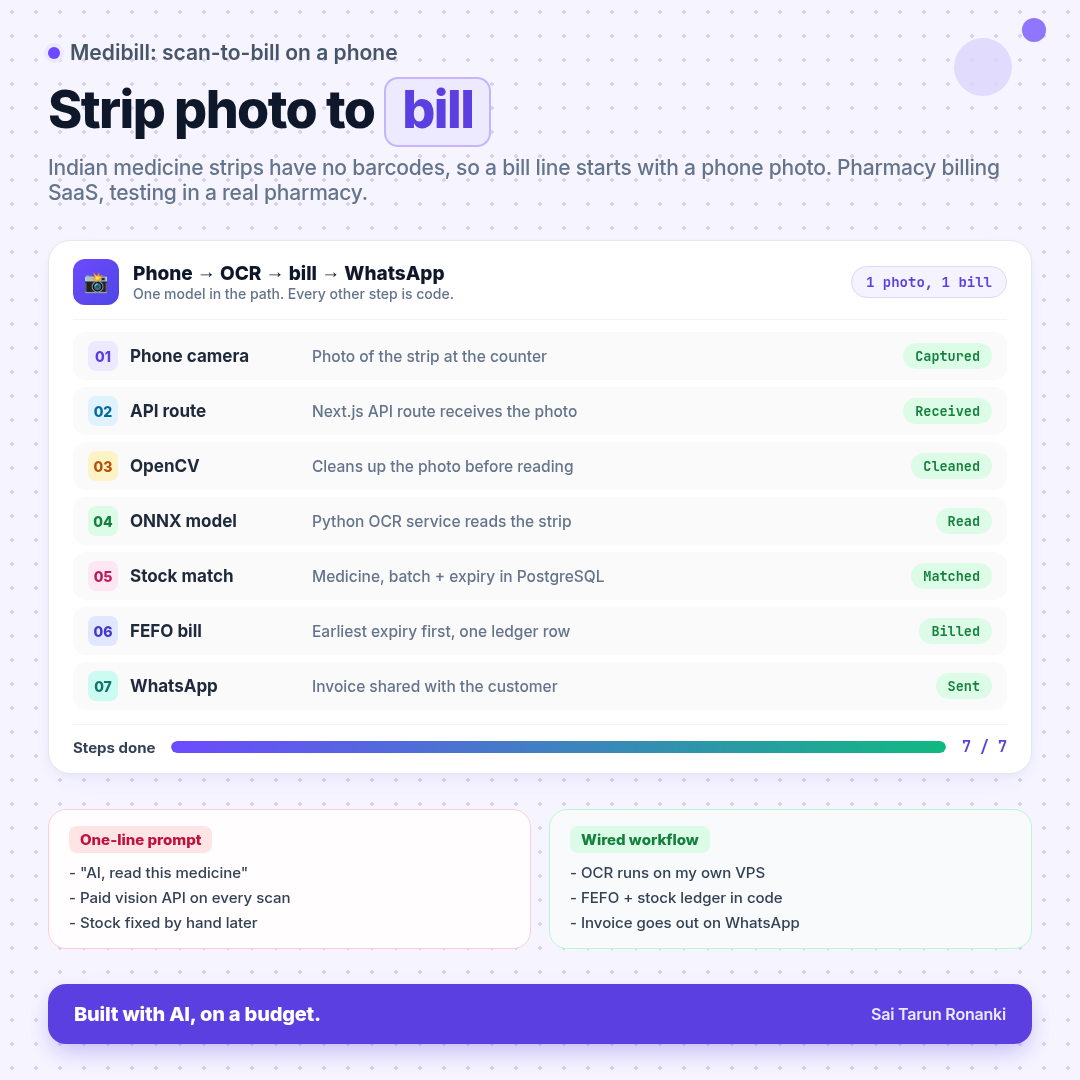 Medibill: scan-to-bill on a phone
Strip photo to bill
Indian medicine strips have no barcodes, so a bill line starts with a phone photo. Pharmacy billing
SaaS, testing in a real pharmacy.
Phone → OCR → bill → WhatsApp
One model in the path. Every other step is code.
1 photo, 1 bill
01 Phone camera Photo of the strip at the counter Captured
02 API route Next.js API route receives the photo Received
03 OpenCV Cleans up the photo before reading Cleaned
04 ONNX model Python OCR service reads the strip Read
05 Stock match Medicine, batch + expiry in PostgreSQL Matched
06 FEFO bill Earliest expiry first, one ledger row Billed
07 WhatsApp Invoice shared with the customer Sent
Steps done 7 / 7
One-line prompt
- "AI, read this medicine"
- Paid vision API on every scan
- Stock fixed by hand later
Wired workflow
- OCR runs on my own VPS
- FEFO + stock ledger in code
- Invoice goes out on WhatsApp
Built with AI, on a budget.
Sai Tarun Ronanki